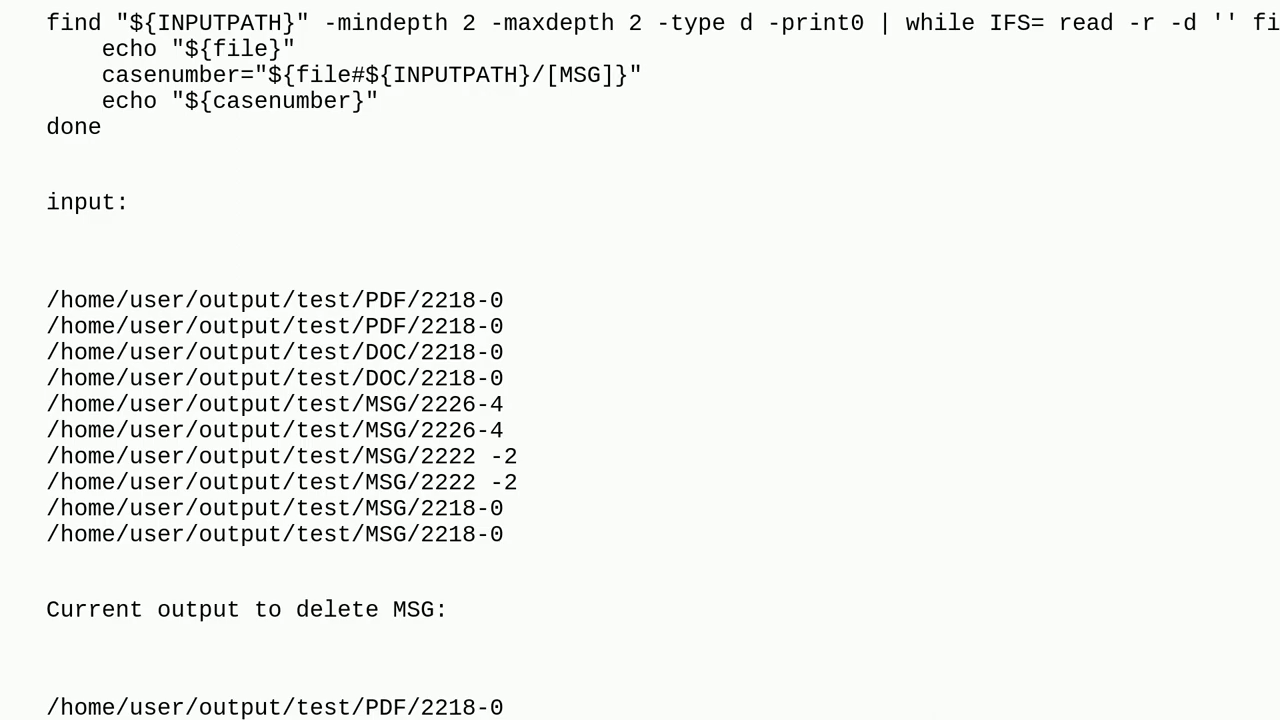 find "${INPUTPATH}" -mindepth 2 -maxdepth 2 -type d -print0 | while IFS= read -r -d '' fi
    echo "${file}"
    casenumber="${file#${INPUTPATH}/[MSG]}"
    echo "${casenumber}"
done
input:
/home/user/output/test/PDF/2218-0
/home/user/output/test/PDF/2218-0
/home/user/output/test/DOC/2218-0
/home/user/output/test/DOC/2218-0
/home/user/output/test/MSG/2226-4
/home/user/output/test/MSG/2226-4
/home/user/output/test/MSG/2222 -2
/home/user/output/test/MSG/2222 -2
/home/user/output/test/MSG/2218-0
/home/user/output/test/MSG/2218-0
Current output to delete MSG:
/home/user/output/test/PDF/2218-0